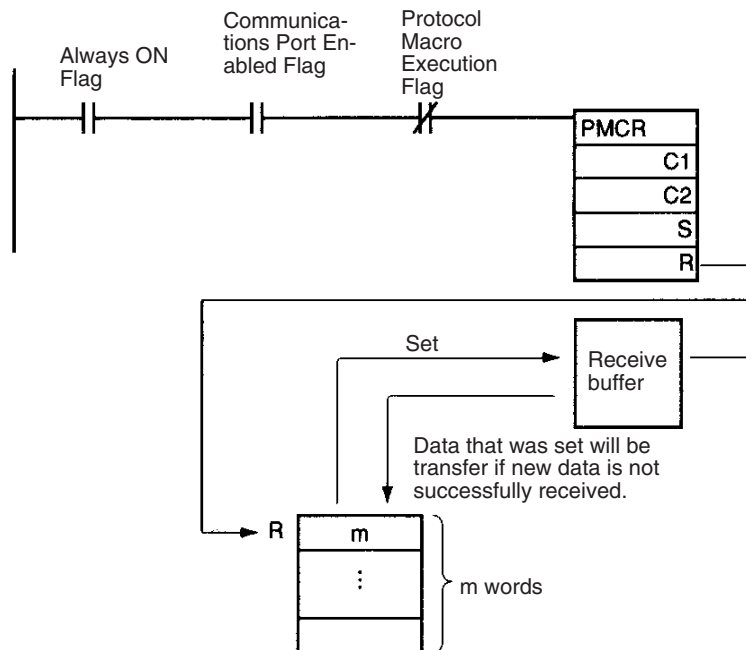 Always ON
Flag
Communica-
tions Port En-
abled Flag
Protocol
Macro
Execution
Flag
PMCR
C1
C2
S
R
Set
Receive
buffer
Data that was set will be
transfer if new data is not
successfully received.
R
m
⋮
m words